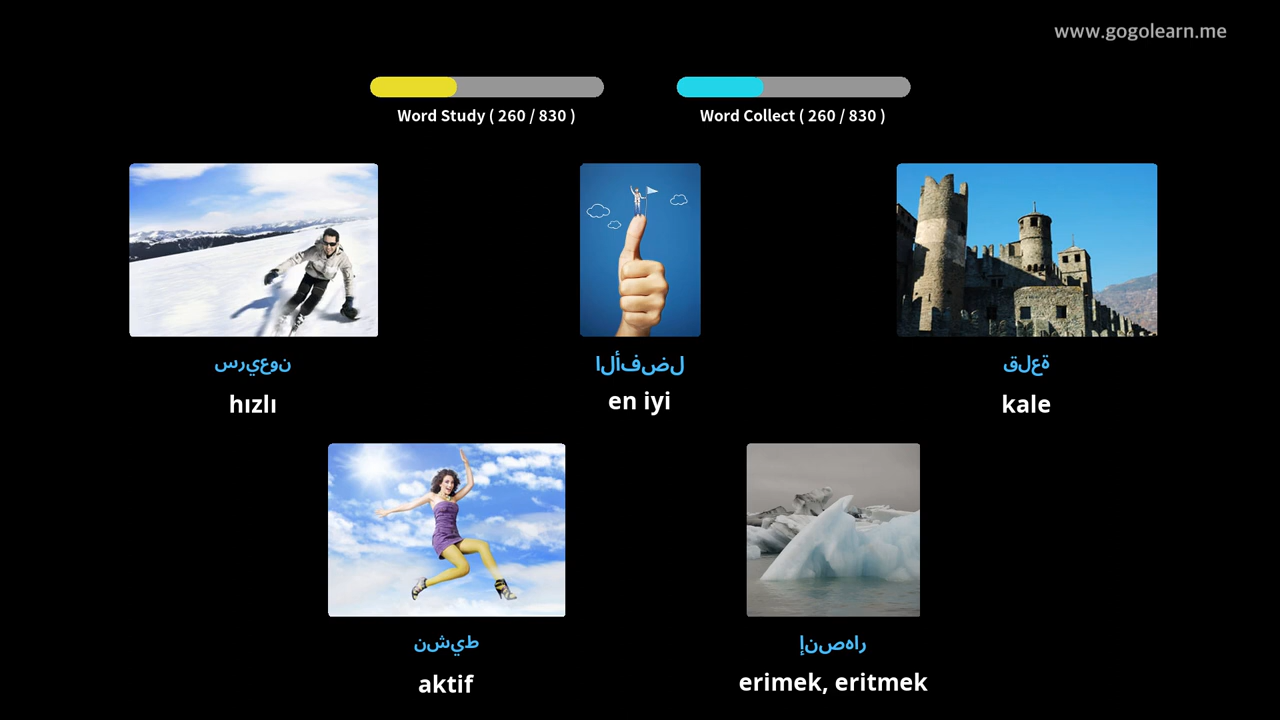 www.gogolearn.me
Word Study ( 260 / 830 )
Word Collect ( 260 / 830 )
سريعون
hızlı
الأفضل
en iyi
قلعة
kale
نشيط
aktif
إنصهار
erimek, eritmek